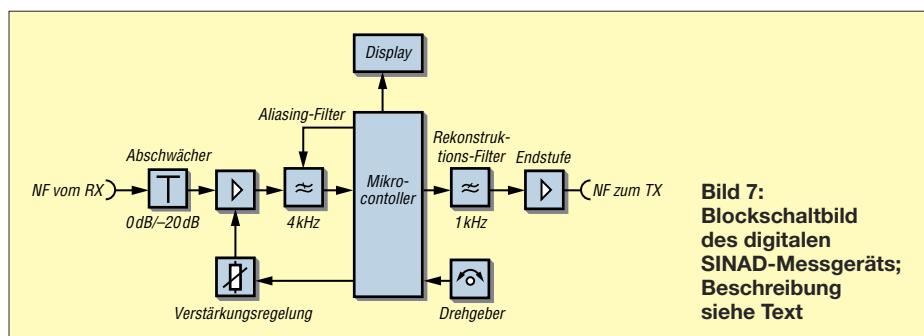 Display
Aliasing-Filter
Abschwächer
Rekonstruk-
tions-Filter
Endstufe
NF vom RX
Mikro-
contoller
NF zum TX
0dB/–20dB
4kHz
1kHz
Verstärkungsregelung
Drehgeber
Bild 7:
Blockschaltbild
des digitalen
SINAD-Messgeräts;
Beschreibung
siehe Text